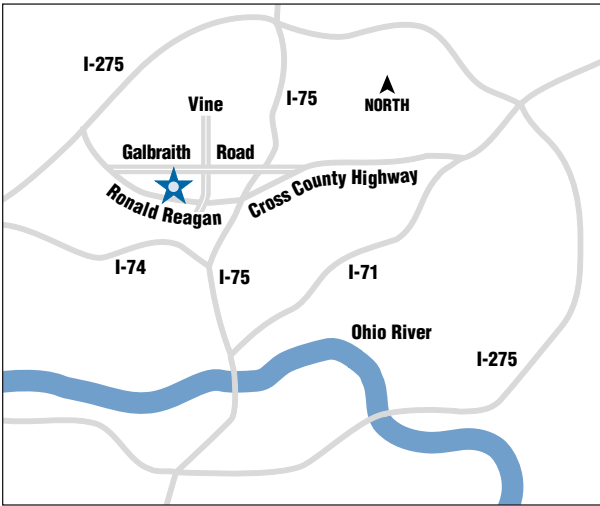 I-275
Vine
I-75
NORTH
Galbraith Road
Ronald Reagan Cross County Highway
I-74
I-75
I-71
Ohio River
I-275